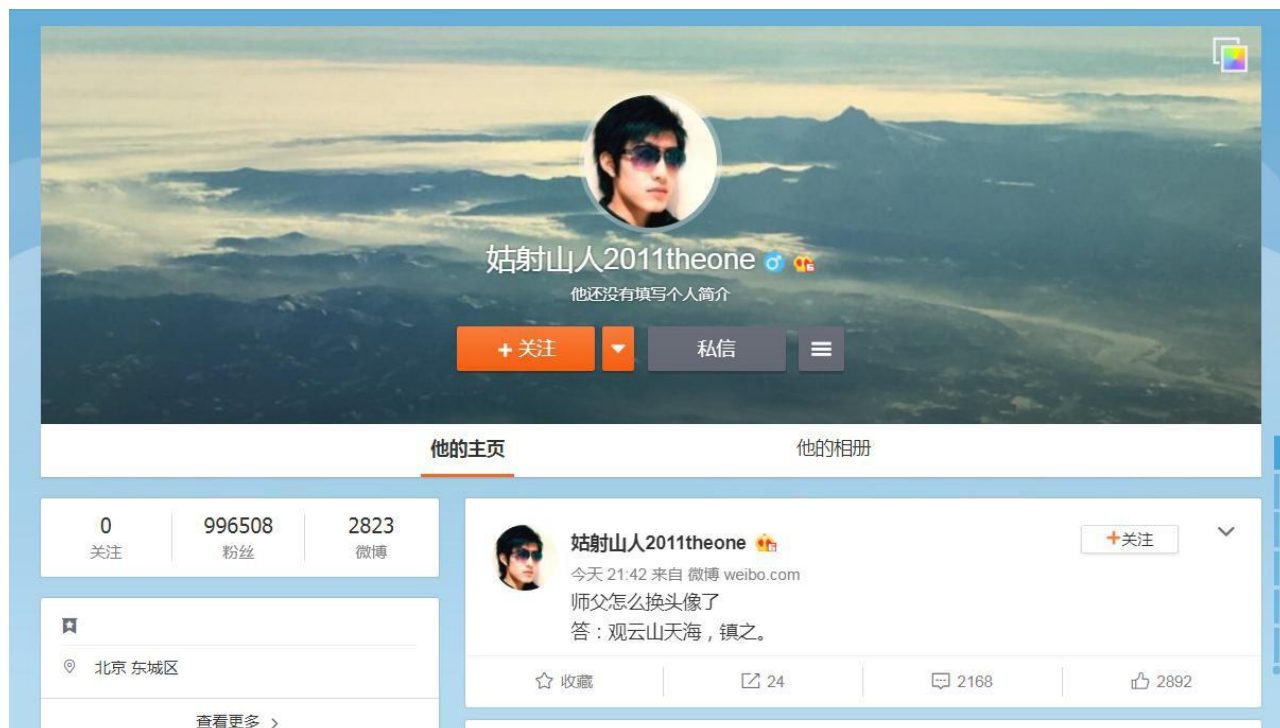 姑射山人2011theone
他还没有填写个人简介
+关注
私信
他的主页
他的相册
0
关注
996508
粉丝
2823
微博
北京 东城区
查看更多 >
姑射山人2011theone
+关注
今天 21:42 来自 微博 weibo.com
师父怎么换头像了
答：观云山天海，镇之。
收藏
24
2168
2892